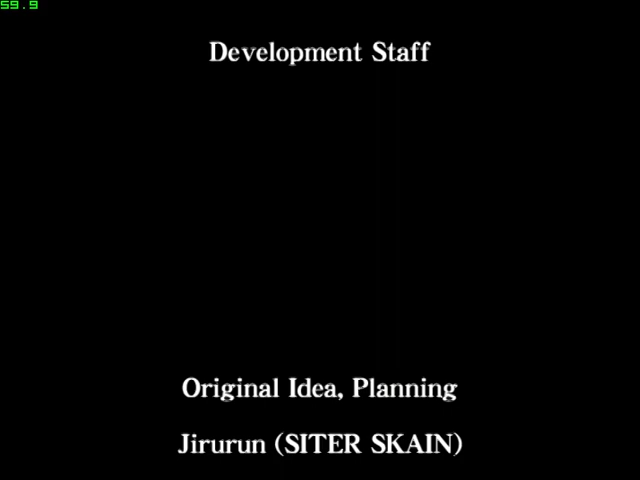 59.9
Development Staff
Original Idea, Planning
Jirurun (SITER SKAIN)